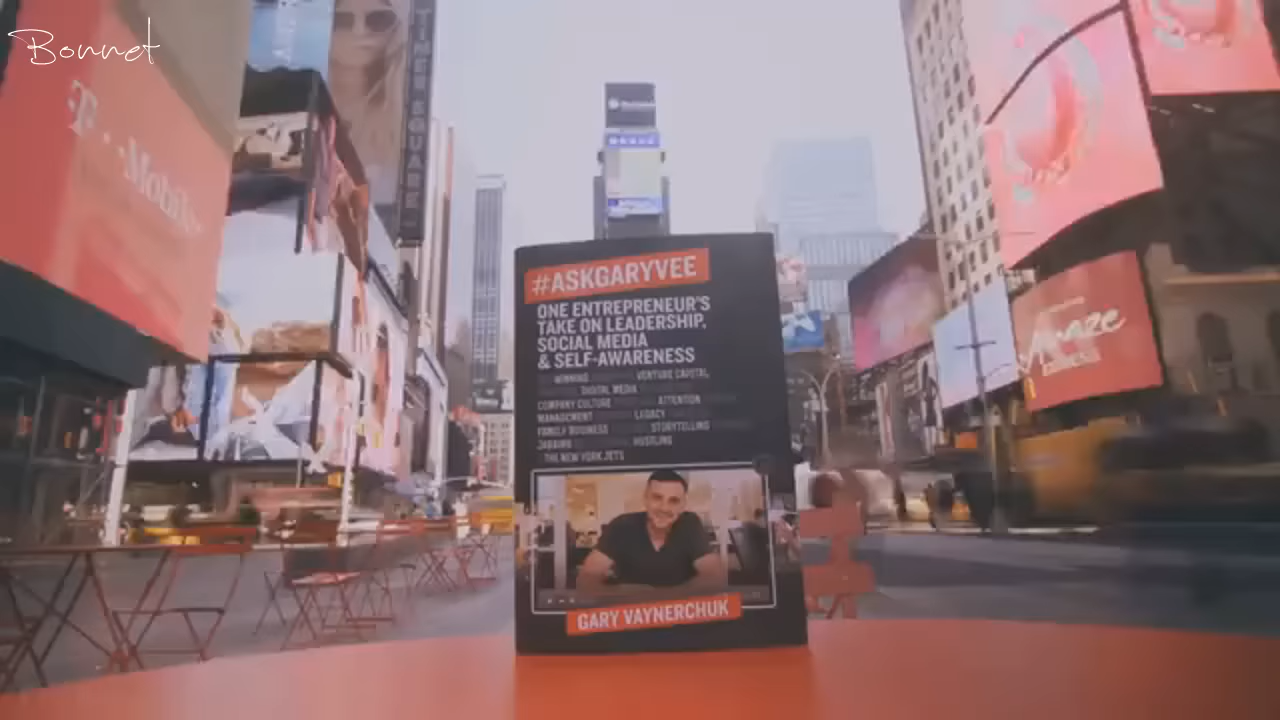 Bonnet
T··Mobile
TIMES SQUARE
#ASKGARYVEE
ONE ENTREPRENEUR'S
TAKE ON LEADERSHIP,
SOCIAL MEDIA
& SELF-AWARENESS
WINNING VENTURE CAPITAL,
DIGITAL MEDIA
COMPANY CULTURE ATTENTION
MANAGEMENT LEGACY
FAMILY BUSINESS STORYTELLING
JABBING HUSTLING
THE NEW YORK JETS
GARY VAYNERCHUK